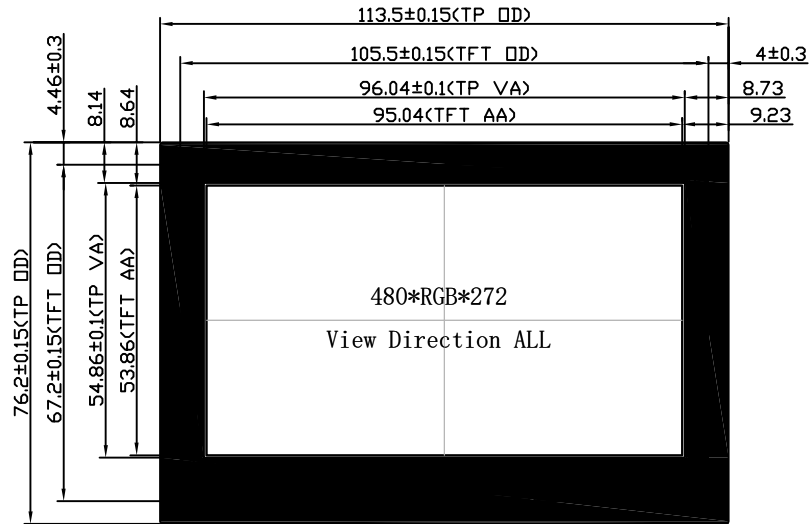 113.5±0.15(TP OD)
105.5±0.15(TFT OD)
4±0.3
96.04±0.1(TP VA)
8.73
95.04(TFT AA)
9.23
4.46±0.3
8.14
8.64
76.2±0.15(TP OD)
67.2±0.15(TFT OD)
54.86±0.1(TP VA)
53.86(TFT AA)
480*RGB*272
View Direction ALL